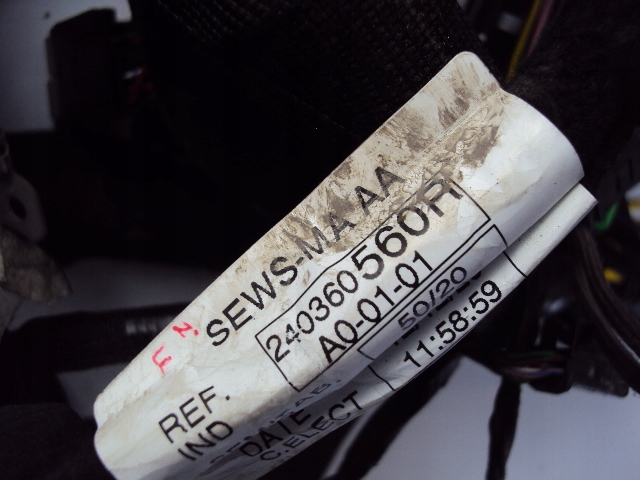 SEWS-MA AA
REF. 240360560R
IND A0-01-01
50/20
DATE
C.ELECT 11:58:59